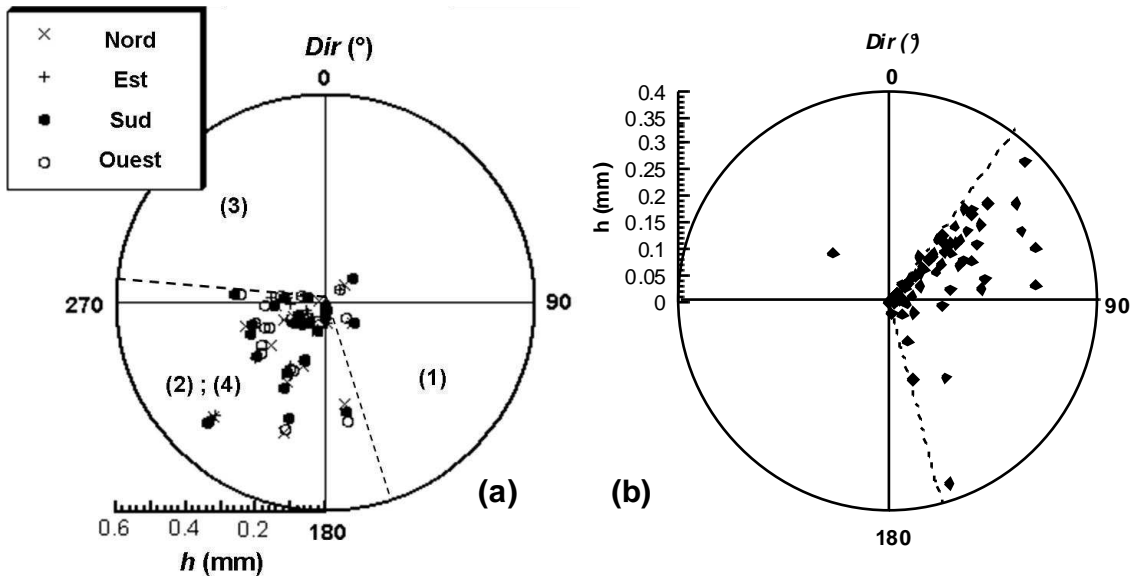 Nord
Est
Sud
Ouest
Dir (°)
0
(3)
270
90
(1)
(2) ; (4)
(a)
0.6 0.4 0.2
180
h (mm)
Dir (°)
0
0.4
0.35
0.3
0.25
0.2
0.15
0.1
0.05
0
h (mm)
90
(b)
180